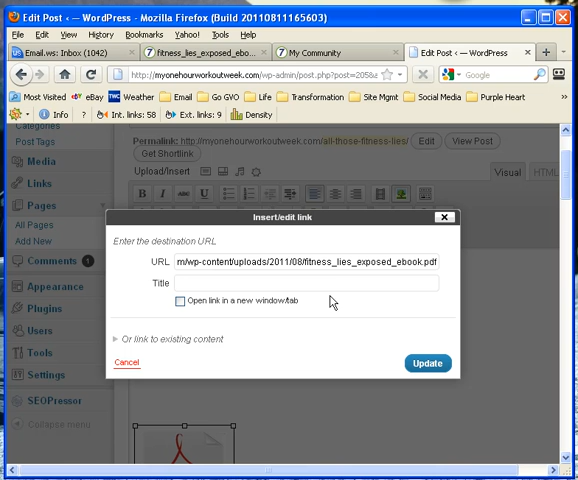 Edit Post ‹ — WordPress - Mozilla Firefox (Build 20110811165603)
File Edit View History Bookmarks Yahoo! Tools Help
Email.ws: Inbox (1042) fitness_lies_exposed_ebo... My Community Edit Post ‹ — WordPress
http://myonehourworkoutweek.com/wp-admin/post.php?post=205 Google
Most Visited eBay TWC Weather Email Go GVO Life Transformation Site Mgmt Social Media Purple Heart
Info ? Int. links: 58 Ext. links: 9 Density
Categories
Post Tags
Media
Links
Pages
All Pages
Add New
Comments 1
Appearance
Plugins
Users
Tools
Settings
SEOPressor
Collapse menu
Permalink: http://myonehourworkoutweek.com/all-those-fitness-lies/ Edit View Post
Get Shortlink
Upload/Insert Visual HTML
B I U
Insert/edit link
Enter the destination URL
URL m/wp-content/uploads/2011/08/fitness_lies_exposed_ebook.pdf
Title
Open link in a new window/tab
Or link to existing content
Cancel Update